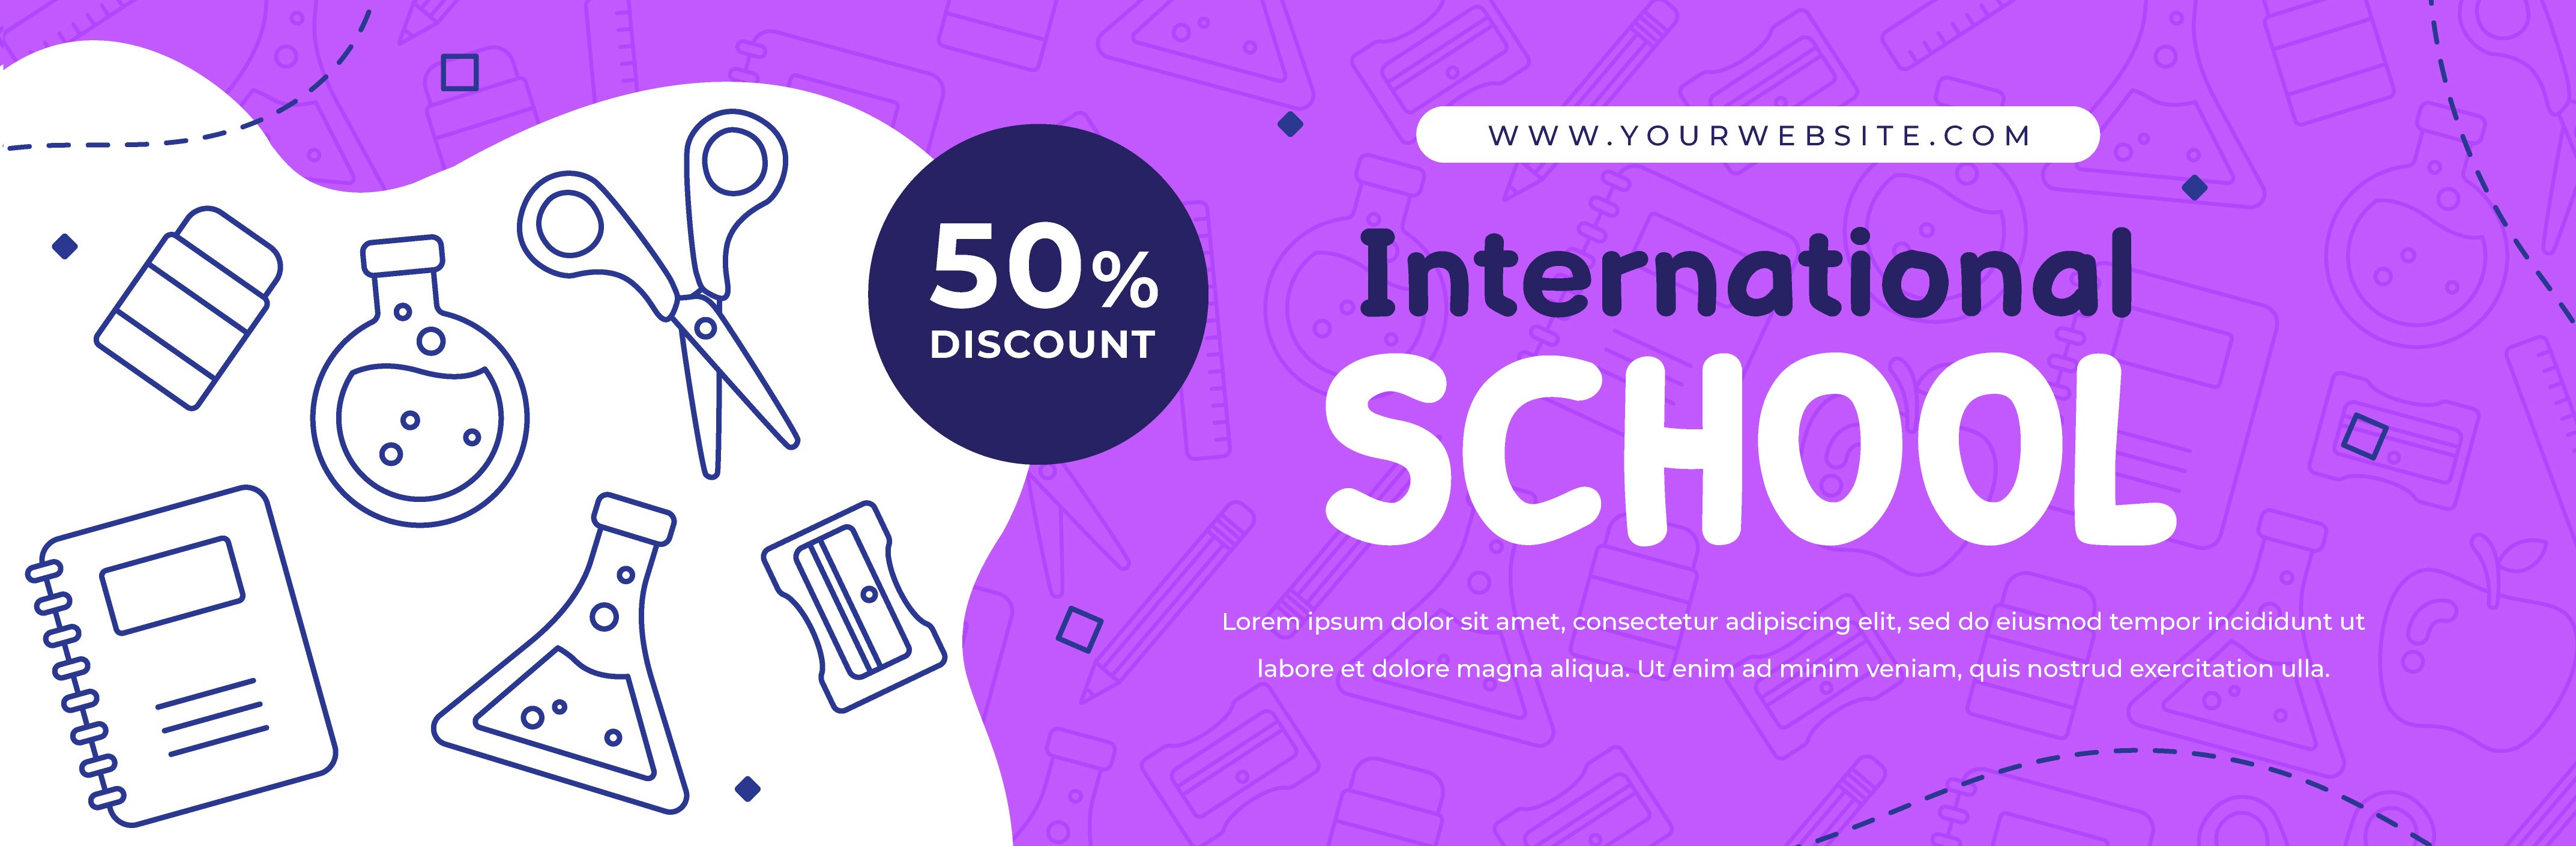 50%
DISCOUNT
WWW.YOURWEBSITE.COM
International
SCHOOL
Lorem ipsum dolor sit amet, consectetur adipiscing elit, sed do eiusmod tempor incididunt ut
labore et dolore magna aliqua. Ut enim ad minim veniam, quis nostrud exercitation ulla.